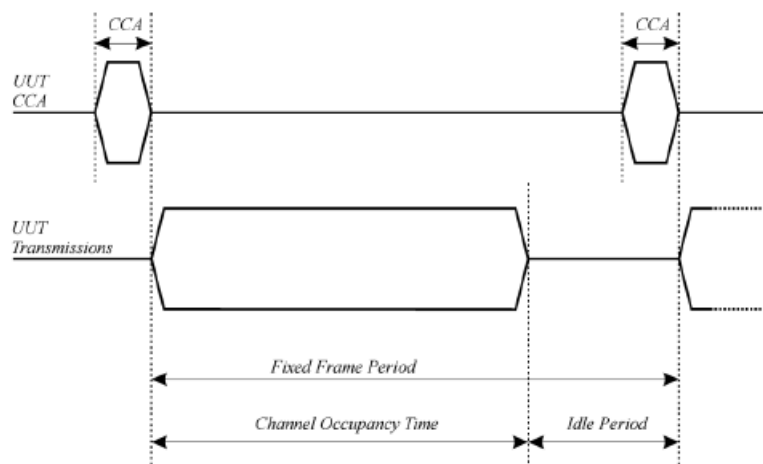 CCA
CCA
UUT
CCA
UUT
Transmissions
Fixed Frame Period
Channel Occupancy Time
Idle Period